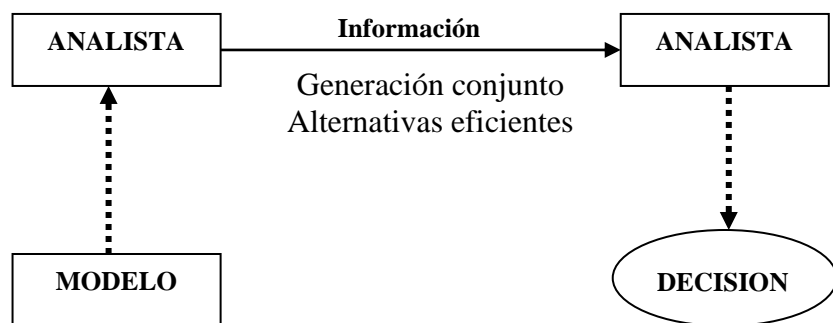 ANALISTA
Información
ANALISTA
Generación conjunto
Alternativas eficientes
MODELO
DECISION